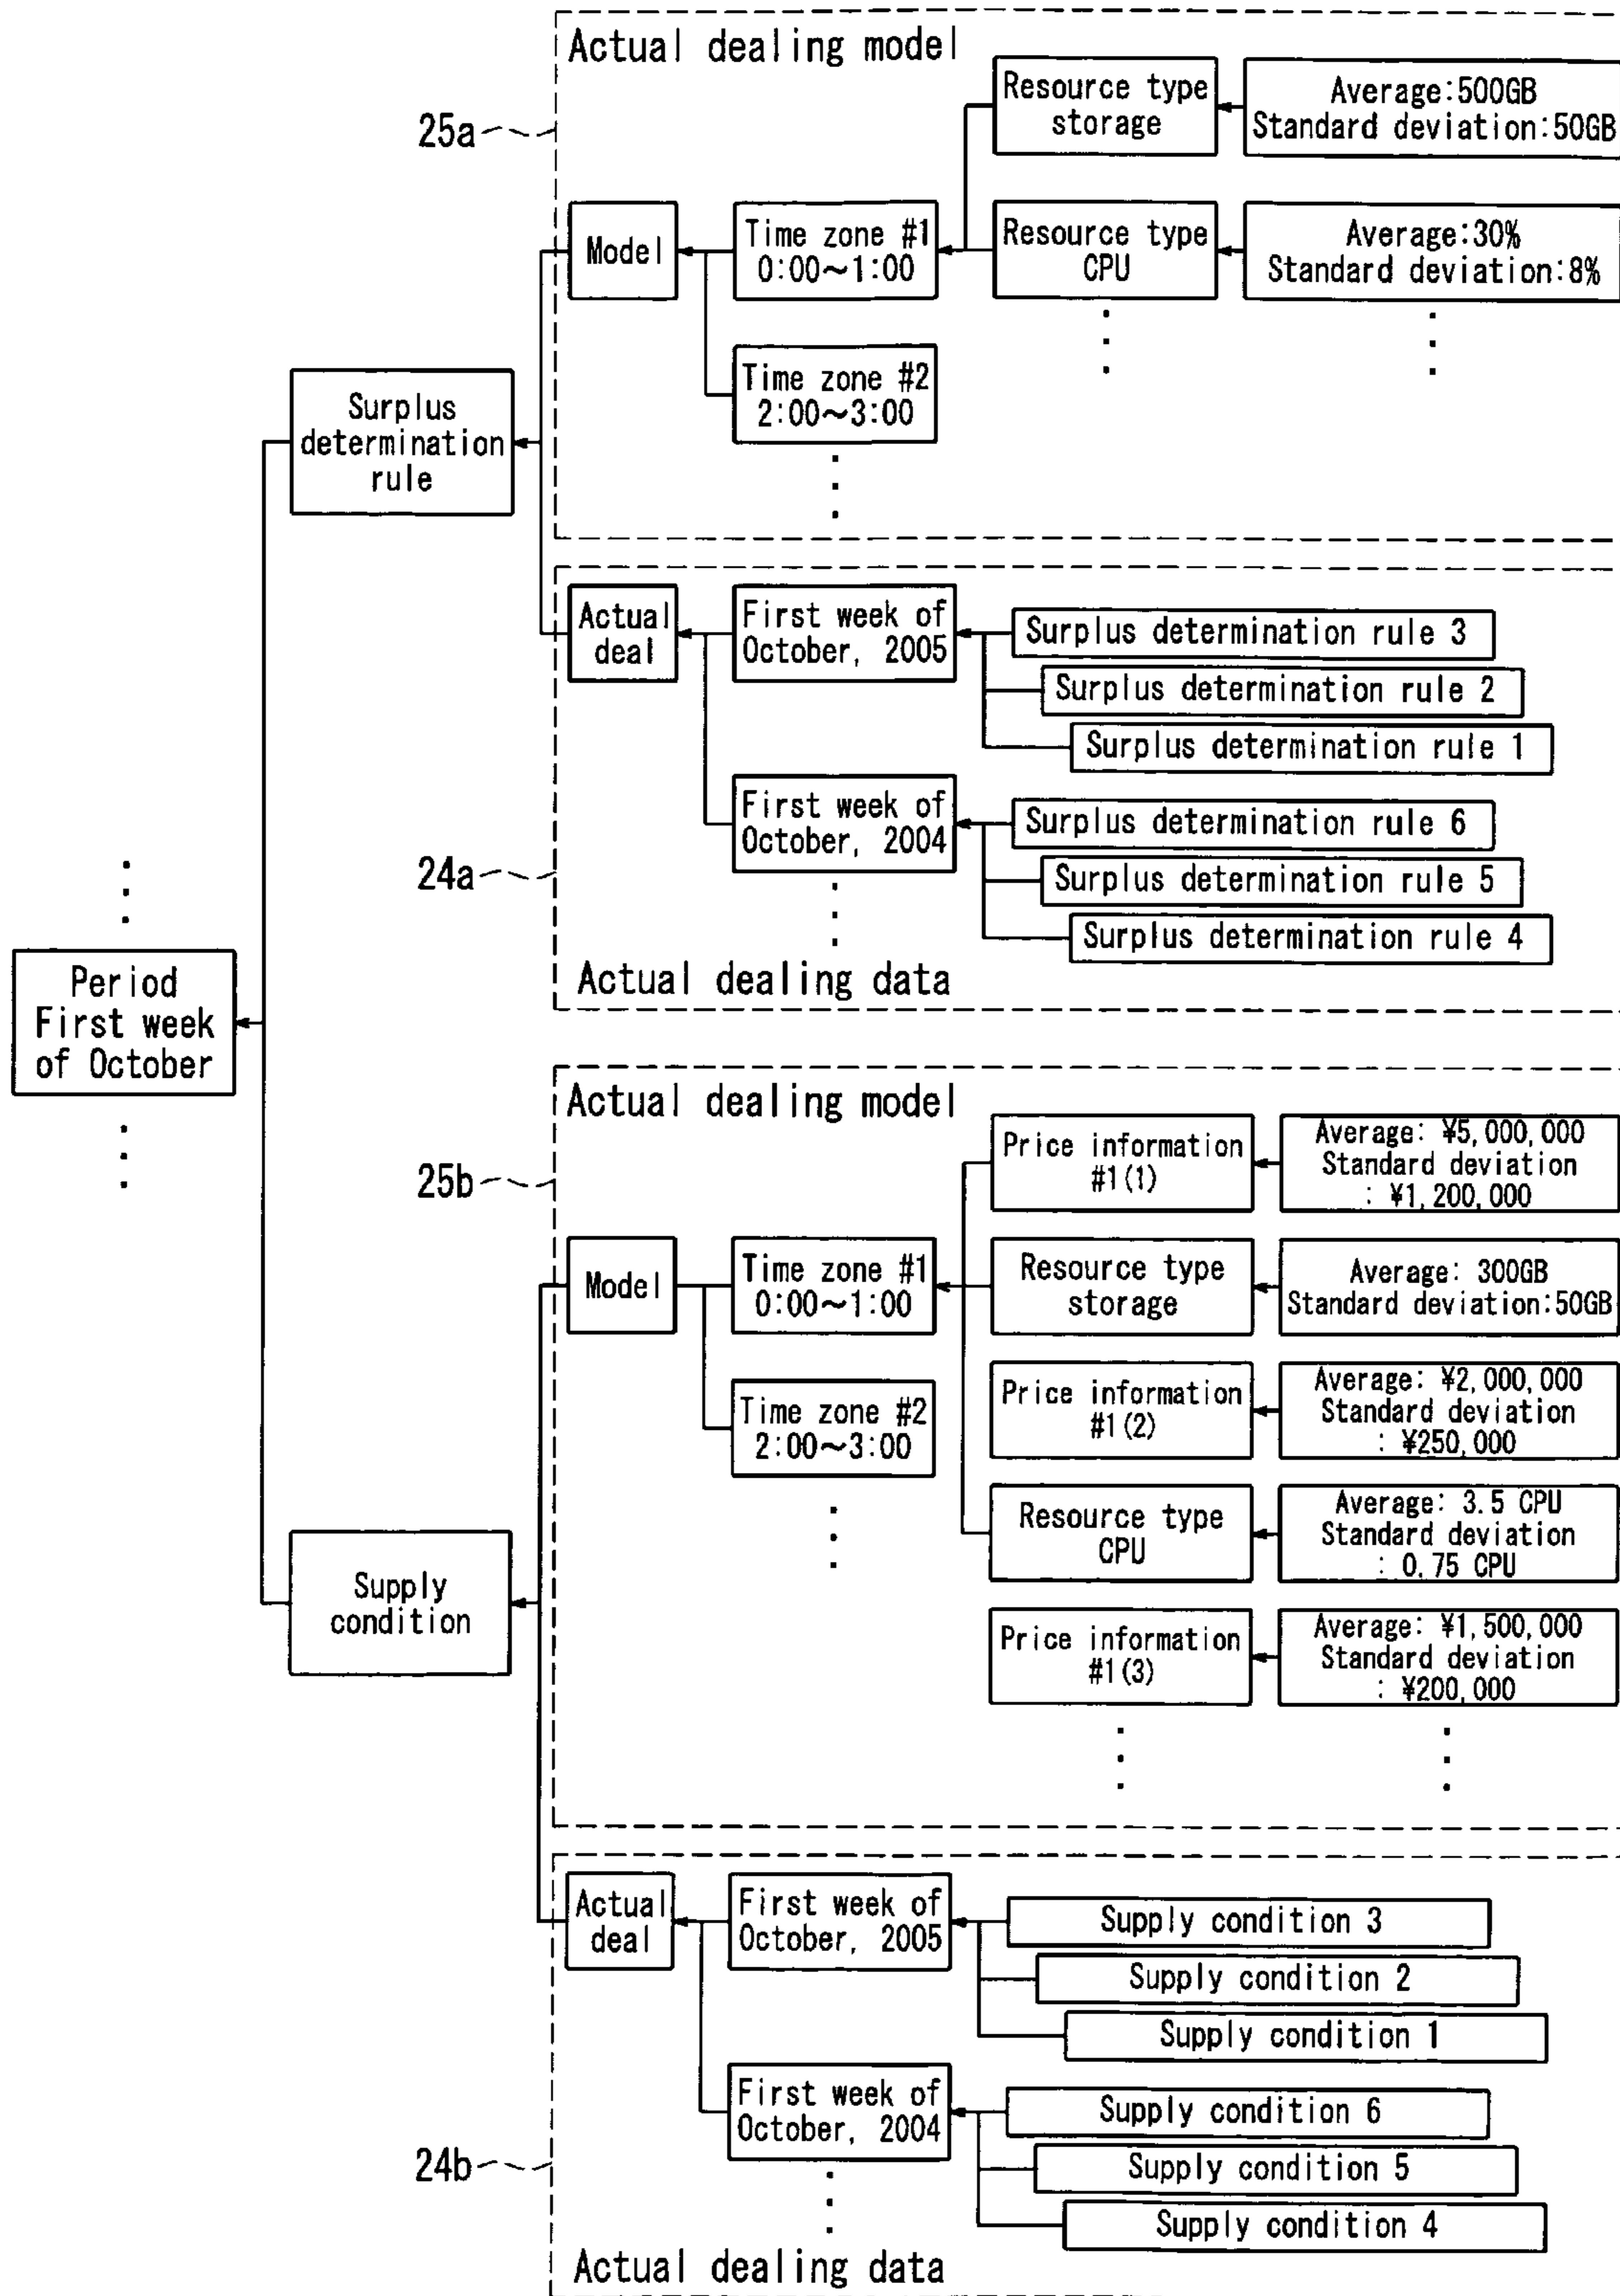 Actual dealing model
25a
Resource type
storage
Average:500GB
Standard deviation:50GB
Model
Time zone #1
0:00~1:00
Resource type
CPU
Average:30%
Standard deviation:8%
Time zone #2
2:00~3:00
Surplus
determination
rule
Actual
deal
First week of
October, 2005
Surplus determination rule 3
Surplus determination rule 2
Surplus determination rule 1
First week of
October, 2004
Surplus determination rule 6
Surplus determination rule 5
Surplus determination rule 4
24a
Actual dealing data
Period
First week
of October
Actual dealing model
25b
Price information
#1(1)
Average: ¥5,000,000
Standard deviation
: ¥1,200,000
Model
Time zone #1
0:00~1:00
Resource type
storage
Average: 300GB
Standard deviation:50GB
Time zone #2
2:00~3:00
Price information
#1(2)
Average: ¥2,000,000
Standard deviation
: ¥250,000
Resource type
CPU
Average: 3.5 CPU
Standard deviation
: 0.75 CPU
Supply
condition
Price information
#1(3)
Average: ¥1,500,000
Standard deviation
: ¥200,000
Actual
deal
First week of
October, 2005
Supply condition 3
Supply condition 2
Supply condition 1
First week of
October, 2004
Supply condition 6
Supply condition 5
Supply condition 4
24b
Actual dealing data